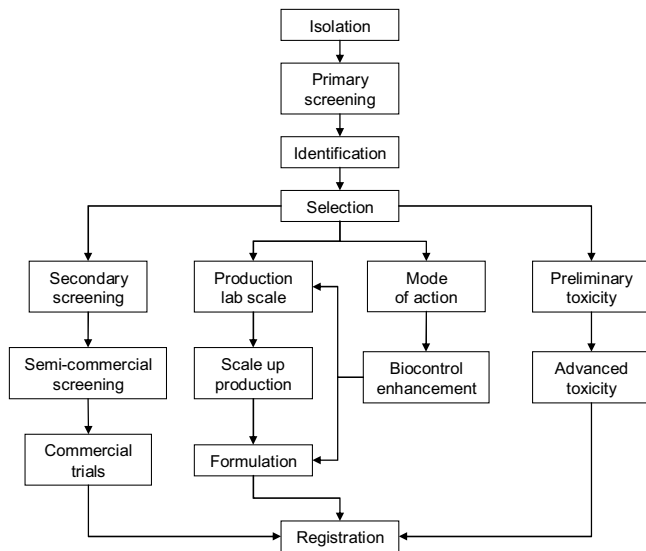 Isolation
Primary
screening
Identification
Selection
Secondary
screening
Production
lab scale
Mode
of action
Preliminary
toxicity
Semi-commercial
screening
Scale up
production
Biocontrol
enhancement
Advanced
toxicity
Commercial
trials
Formulation
Registration